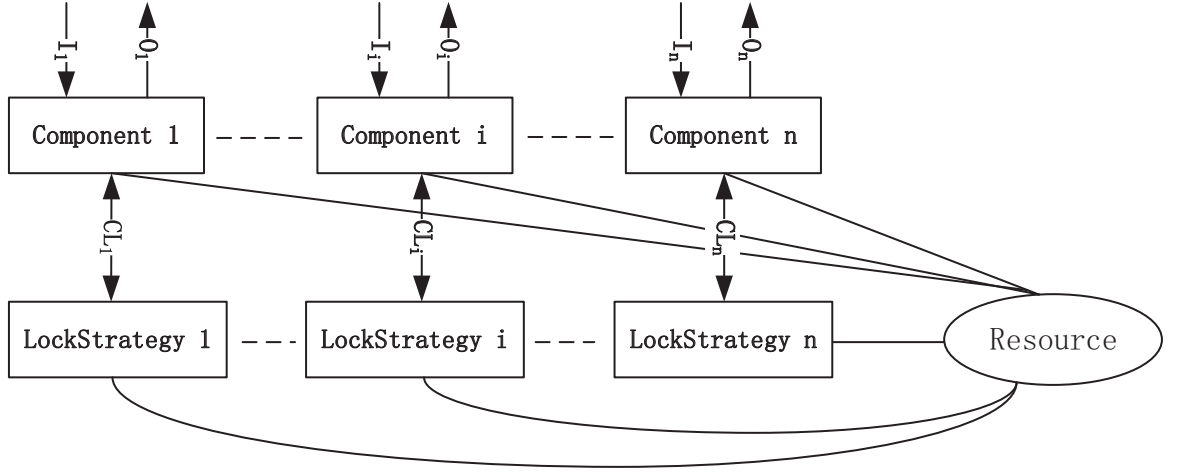 I₁ O₁ Iᵢ Oᵢ Iₙ Oₙ
Component 1 Component i Component n
CL₁ CLᵢ CLₙ
LockStrategy 1 LockStrategy i LockStrategy n Resource